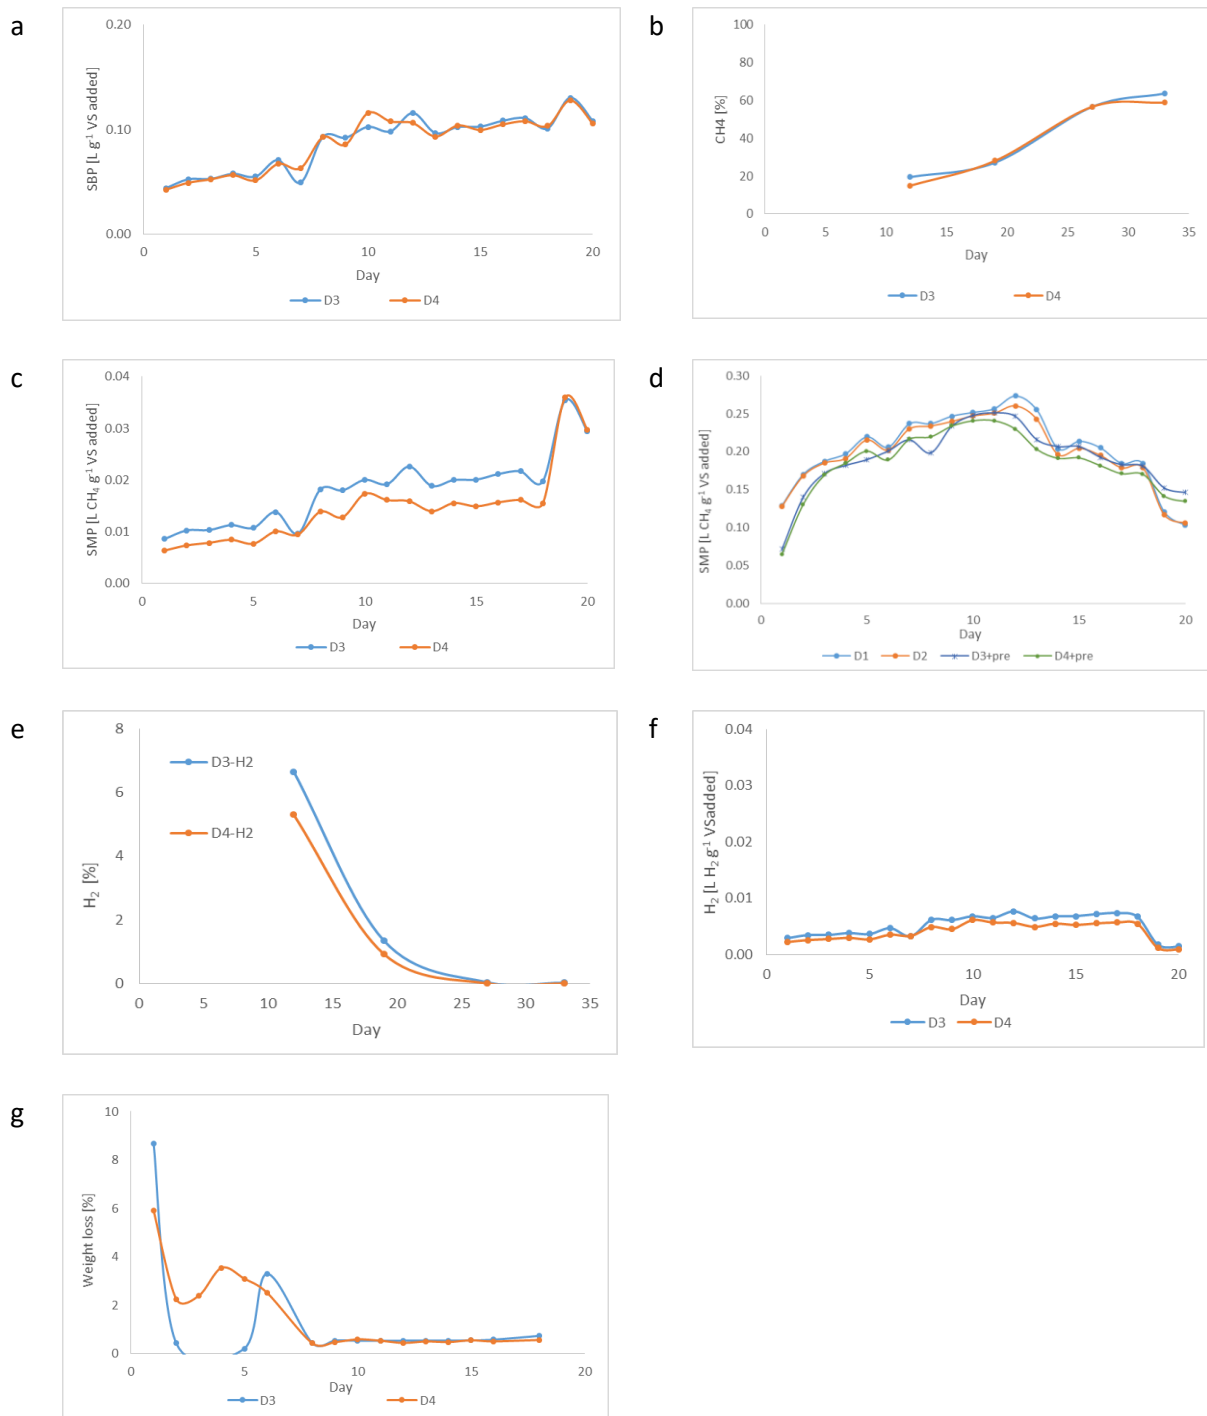 a
0.20
0.10
0.00
SBP [L g⁻¹ VS added]
0 5 10 15 20
Day
D3 D4
b
100
80
60
40
20
0
CH4 [%]
0 5 10 15 20 25 30 35
Day
D3 D4
c
0.04
0.03
0.02
0.01
0.00
SMP [L CH₄ g⁻¹ VS added]
0 5 10 15 20
Day
D3 D4
d
0.30
0.25
0.20
0.15
0.10
0.05
0.00
SMP [L CH₄ g⁻¹ VS added]
0 5 10 15 20
Day
D1 D2 D3+pre D4+pre
e
8
6
4
2
0
H₂ [%]
D3-H2
D4-H2
0 5 10 15 20 25 30 35
Day
f
0.04
0.03
0.02
0.01
0.00
H₂ [L H₂ g⁻¹ VSadded]
0 5 10 15 20
Day
D3 D4
g
10
8
6
4
2
0
Weight loss [%]
0 5 10 15 20
Day
D3 D4